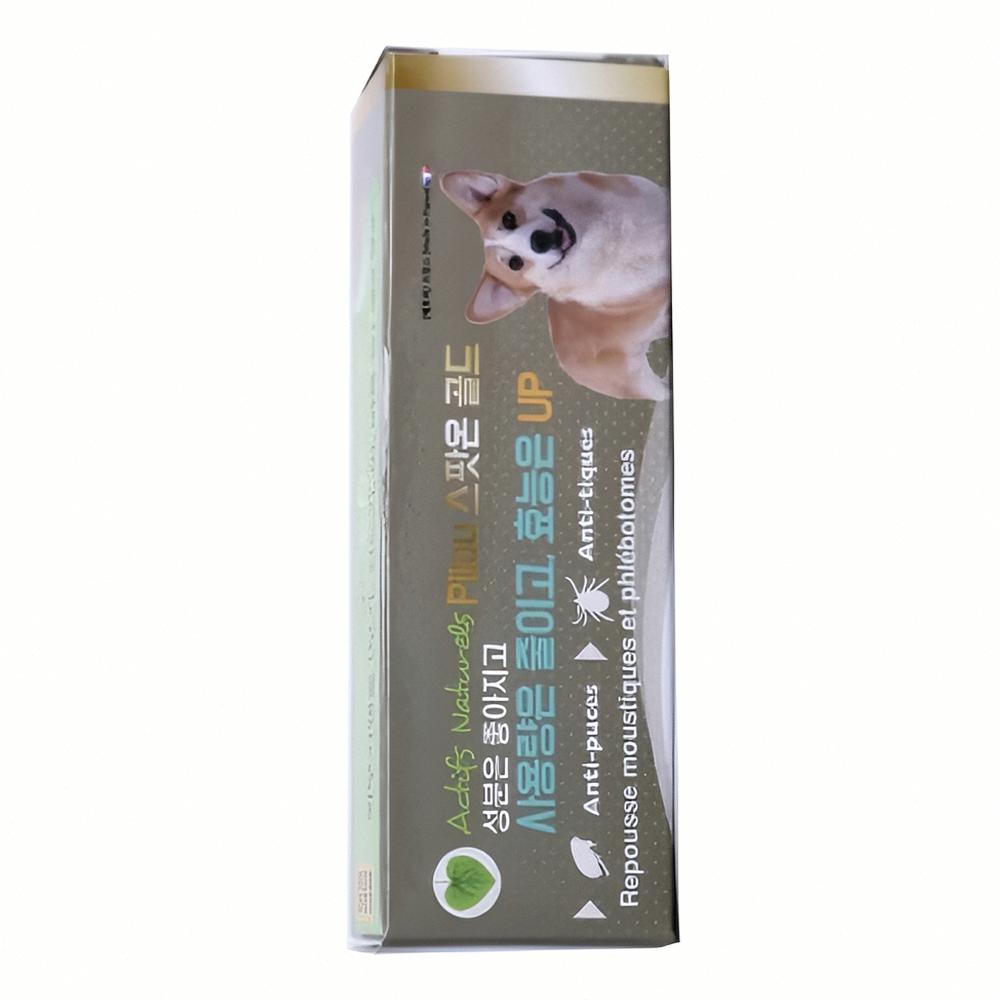 Actifs Naturels Pilou 스팟온 골드
성분은 좋아지고
사용량은 줄이고 효능은 UP
Anti-puces Anti-tiques
Repousse moustiques et phlébotomes